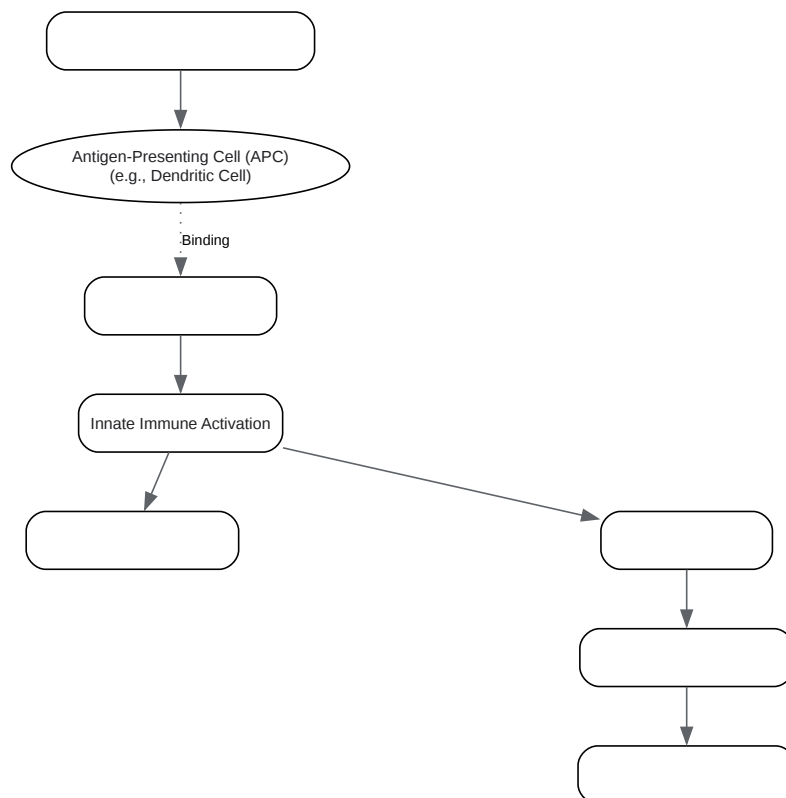 Antigen-Presenting Cell (APC)
(e.g., Dendritic Cell)
Binding
Innate Immune Activation